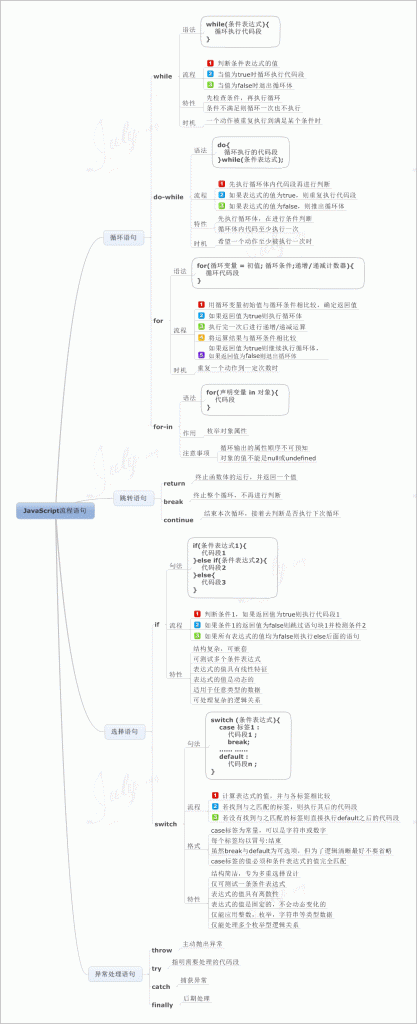 JavaScript流程语句
循环语句
while
语法
while(条件表达式){
循环执行代码段
}
流程
1 判断条件表达式的值
2 当值为true时循环执行代码段
3 当值为false时退出循环体
特性
先检查条件，再执行循环
条件不满足则循环一次也不执行
时机
一个动作被重复执行到满足某个条件时
do-while
语法
do{
循环执行的代码段
}while(条件表达式);
流程
1 先执行循环体内代码段再进行判断
2 如果表达式的值为true，则重复执行代码段
3 如果表达式的值为false，则推出循环体
特性
先执行循环体，在进行条件判断
循环体内代码至少执行一次
时机
希望一个动作至少被执行一次时
for
语法
for(循环变量 = 初值; 循环条件;递增/递减计数器){
循环代码段
}
流程
1 用循环变量初始值与循环条件相比较，确定返回值
2 如果返回值为true则执行循环体
3 执行完一次后进行递增/递减运算
4 将运算结果与循环条件相比较
5 如果返回值为true则继续执行循环体，
如果返回值为false则退出循环体
时机
重复一个动作到一定次数时
for-in
语法
for(声明变量 in 对象){
代码段
}
作用
枚举对象属性
注意事项
循环输出的属性顺序不可预知
对象的值不能是null或undefined
跳转语句
return
终止函数体的运行，并返回一个值
break
终止整个循环，不再进行判断
continue
结束本次循环，接着去判断是否执行下次循环
选择语句
if
句法
if(条件表达式1){
代码段1
}else if(条件表达式2){
代码段2
}else{
代码段3
}
流程
1 判断条件1，如果返回值为true则执行代码段1
2 如果条件1的返回值为false则跳过语句块1并检测条件2
3 如果所有表达式的值均为false则执行else后面的语句
特性
结构复杂，可嵌套
可测试多个条件表达式
表达式的值具有线性特征
表达式的值是动态的
适用于任意类型的数据
可处理复杂的逻辑关系
switch
句法
switch (条件表达式){
case 标签1 :
代码段1 ;
break;
...... ......
default :
代码段n ;
}
流程
1 计算表达式的值，并与各标签相比较
2 若找到与之匹配的标签，则执行其后的代码段
3 若没有找到与之匹配的标签则直接执行default之后的代码段
格式
case标签为常量，可以是字符串或数字
每个标签均以冒号:结束
虽然break与default为可选项，但为了逻辑清晰最好不要省略
case标签的值必须和条件表达式的值完全匹配
特性
结构简洁，专为多重选择设计
仅可测试一条条件表达式
表达式的值具有离散性
表达式的值是固定的，不会动态变化的
仅能应用整数，枚举，字符串等类型数据
仅能处理多个枚举型逻辑关系
异常处理语句
throw
主动抛出异常
try
指明需要处理的代码段
catch
捕获异常
finally
后期处理